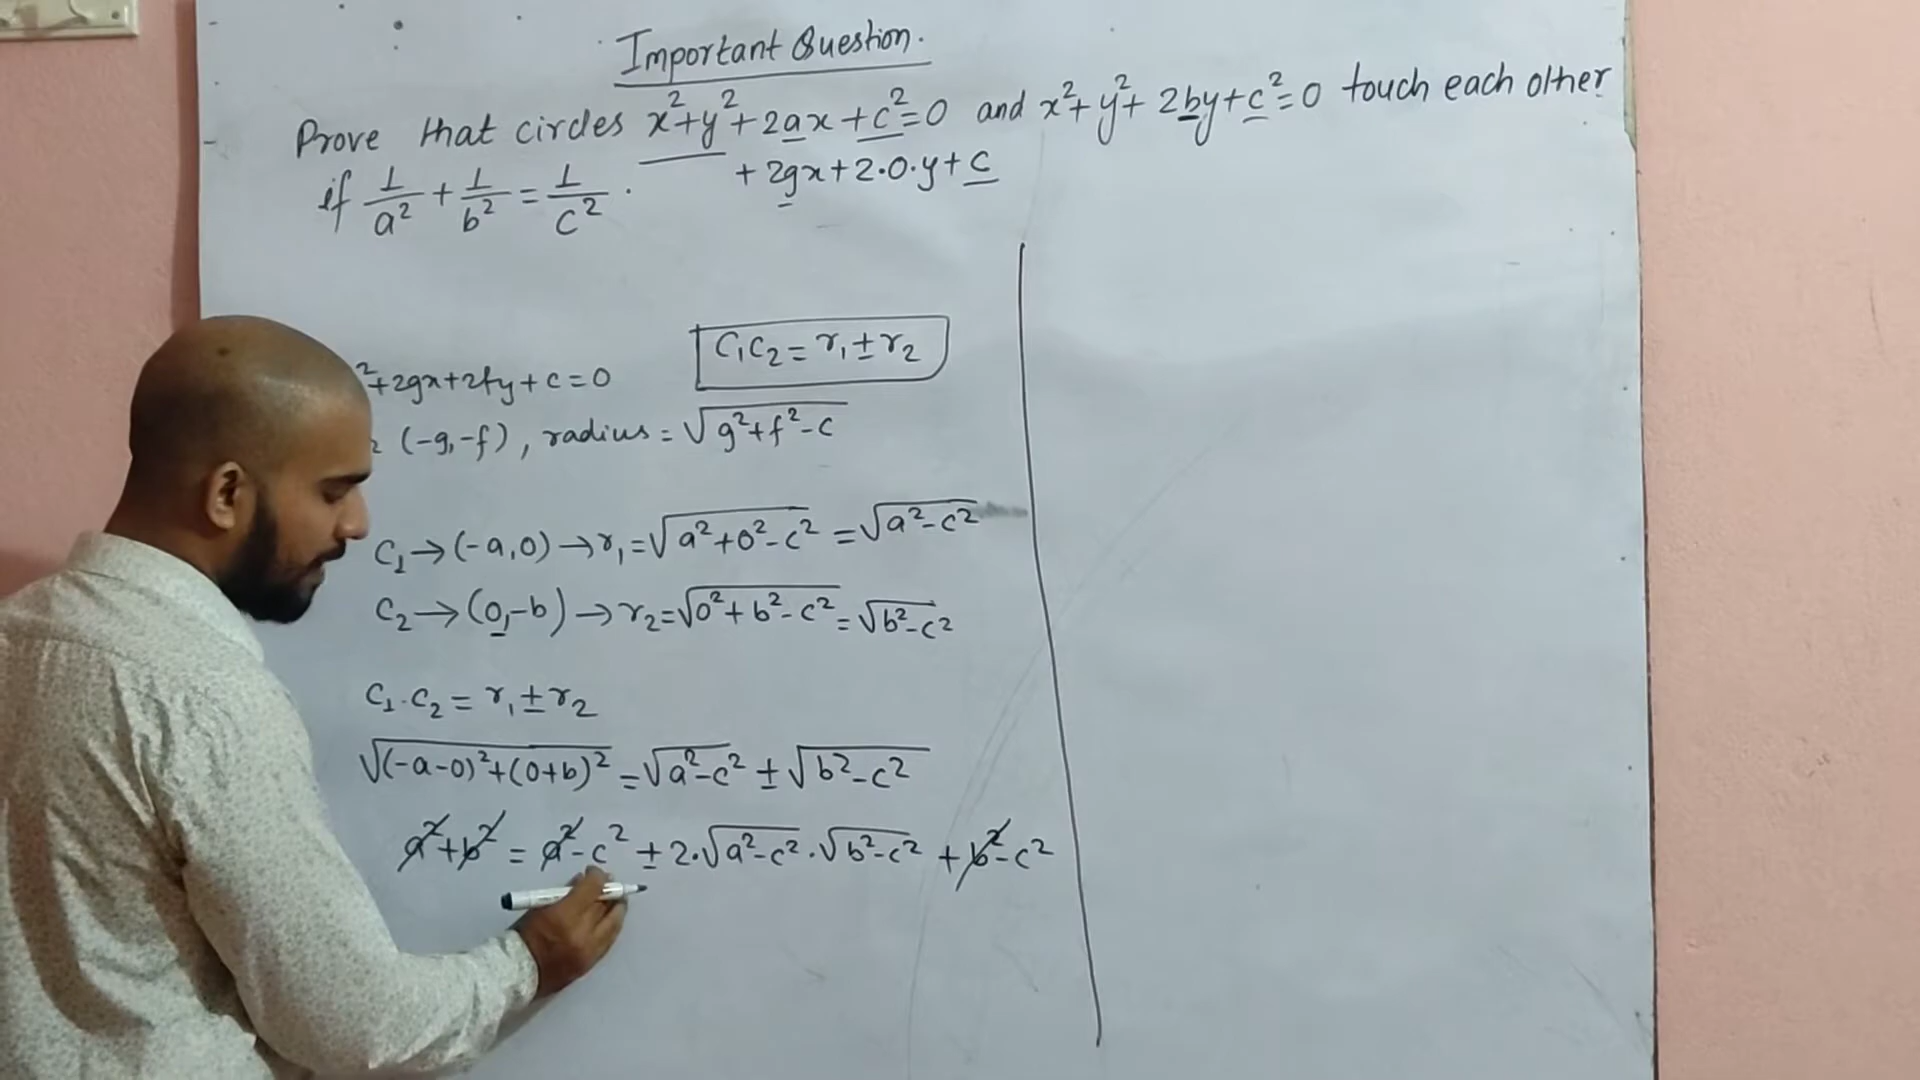 Important Question.
Prove that circles x²+y²+2ax+c²=0 and x²+y²+2by+c²=0 touch each other
if 1/a² + 1/b² = 1/c².
+2gx+2·0·y+c
C₁C₂ = r₁ ± r₂
²+2gx+2fy+c=0
(-g,-f), radius = √(g²+f²-c)
C₁→(-a,0)→r₁=√(a²+0²-c²) = √(a²-c²)
C₂→(0,-b)→r₂=√(0²+b²-c²) = √(b²-c²)
C₁·C₂ = r₁ ± r₂
√((-a-0)²+(0+b)²) = √(a²-c²) ± √(b²-c²)
a²+b² = a²-c² ± 2·√(a²-c²)·√(b²-c²) + b²-c²